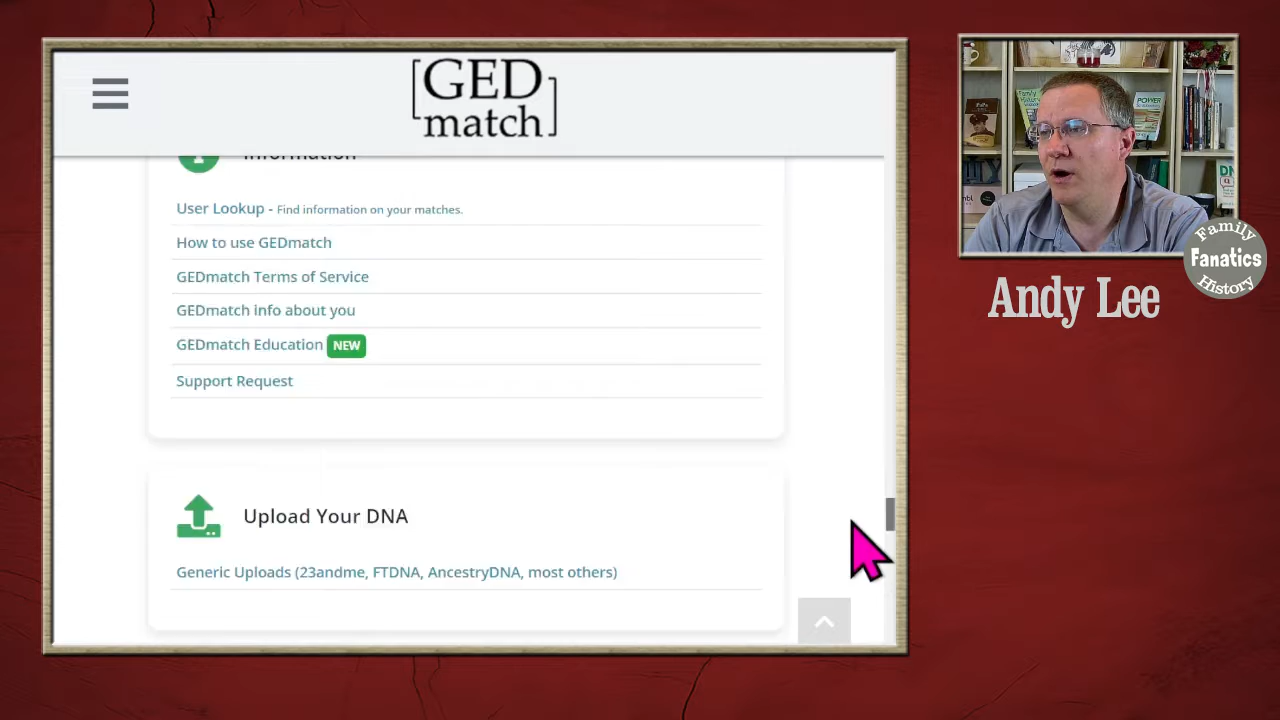 [GED
match]
Information
User Lookup - Find information on your matches.
How to use GEDmatch
GEDmatch Terms of Service
GEDmatch info about you
GEDmatch Education NEW
Support Request
Upload Your DNA
Generic Uploads (23andme, FTDNA, AncestryDNA, most others)
POWER
Family
Fanatics
History
Andy Lee